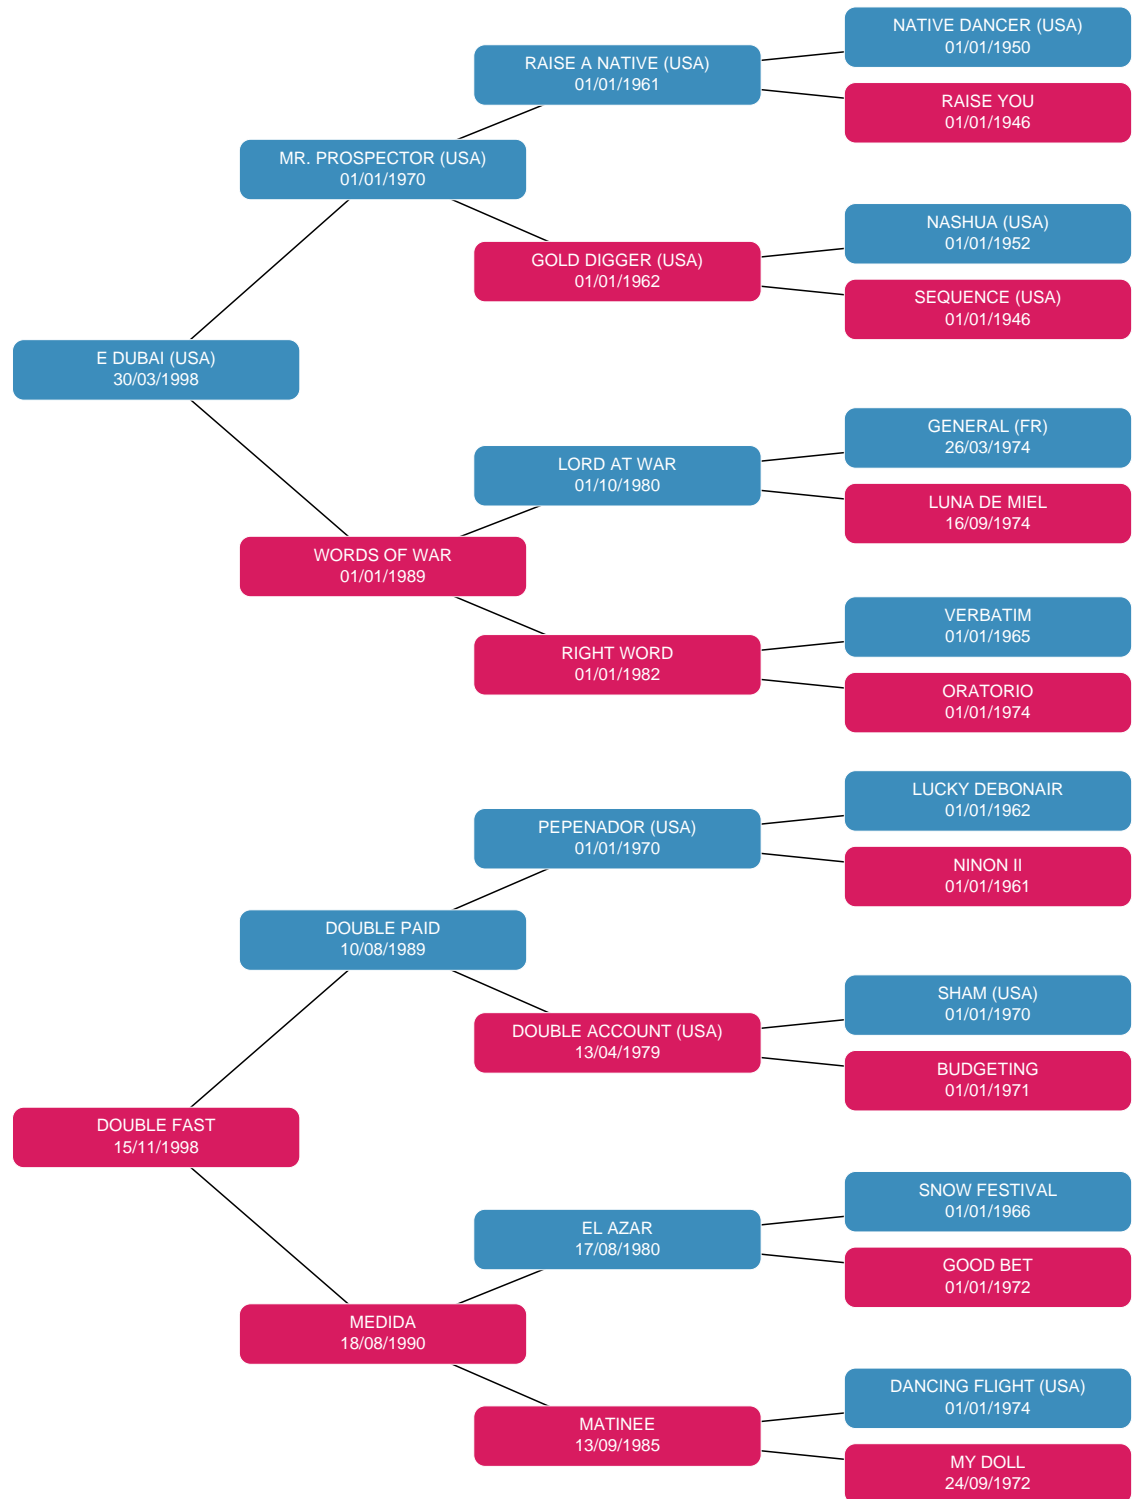 NATIVE DANCER (USA)
01/01/1950
RAISE A NATIVE (USA)
01/01/1961
RAISE YOU
01/01/1946
MR. PROSPECTOR (USA)
01/01/1970
NASHUA (USA)
01/01/1952
GOLD DIGGER (USA)
01/01/1962
SEQUENCE (USA)
01/01/1946
E DUBAI (USA)
30/03/1998
GENERAL (FR)
26/03/1974
LORD AT WAR
01/10/1980
LUNA DE MIEL
16/09/1974
WORDS OF WAR
01/01/1989
VERBATIM
01/01/1965
RIGHT WORD
01/01/1982
ORATORIO
01/01/1974
LUCKY DEBONAIR
01/01/1962
PEPENADOR (USA)
01/01/1970
NINON II
01/01/1961
DOUBLE PAID
10/08/1989
SHAM (USA)
01/01/1970
DOUBLE ACCOUNT (USA)
13/04/1979
BUDGETING
01/01/1971
DOUBLE FAST
15/11/1998
SNOW FESTIVAL
01/01/1966
EL AZAR
17/08/1980
GOOD BET
01/01/1972
MEDIDA
18/08/1990
DANCING FLIGHT (USA)
01/01/1974
MATINEE
13/09/1985
MY DOLL
24/09/1972